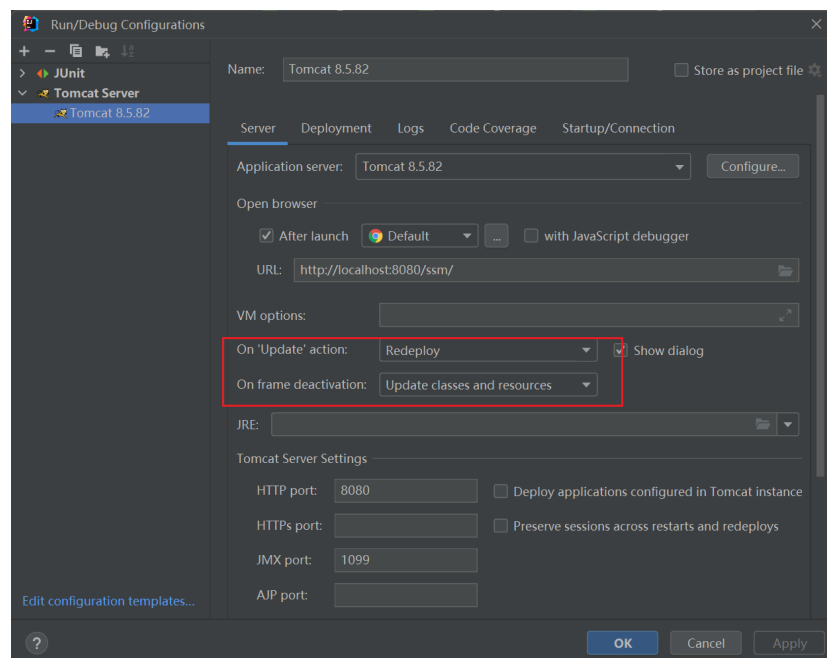 Run/Debug Configurations
JUnit
Tomcat Server
Tomcat 8.5.82
Edit configuration templates...
Name: Tomcat 8.5.82 Store as project file
Server Deployment Logs Code Coverage Startup/Connection
Application server: Tomcat 8.5.82 Configure...
Open browser
After launch Default ... with JavaScript debugger
URL: http://localhost:8080/ssm/
VM options:
On 'Update' action: Redeploy Show dialog
On frame deactivation: Update classes and resources
JRE:
Tomcat Server Settings
HTTP port: 8080 Deploy applications configured in Tomcat instance
HTTPs port: Preserve sessions across restarts and redeploys
JMX port: 1099
AJP port:
? OK Cancel Apply